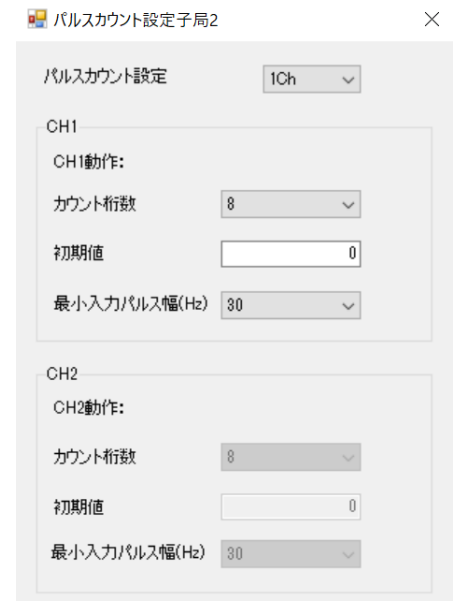 パルスカウント設定子局2
パルスカウント設定 1Ch
CH1
CH1動作:
カウント桁数 8
初期値 0
最小入力パルス幅(Hz) 30
CH2
CH2動作:
カウント桁数 8
初期値 0
最小入力パルス幅(Hz) 30